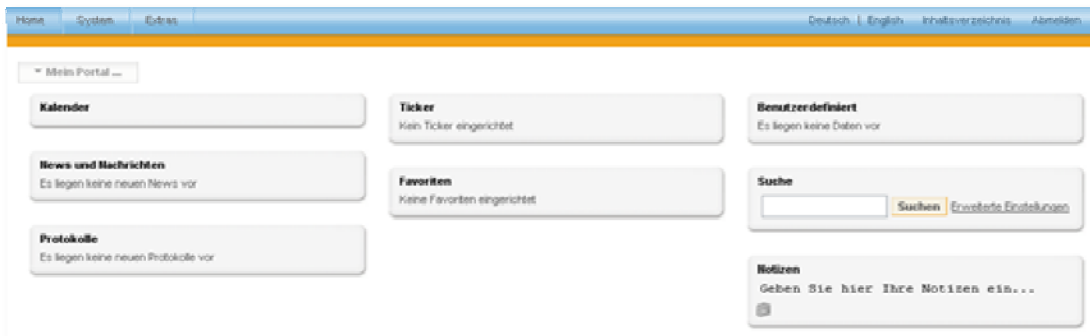 Home System Extras Deutsch | English Inhaltsverzeichnis Abmelden
Mein Portal ...
Kalender
News und Nachrichten
Es liegen keine neuen News vor
Protokolle
Es liegen keine neuen Protokolle vor
Ticker
Kein Ticker eingerichtet
Favoriten
Keine Favoriten eingerichtet
Benutzerdefiniert
Es liegen keine Daten vor
Suche
Suchen Erweiterte Einstellungen
Notizen
Geben Sie hier Ihre Notizen ein...